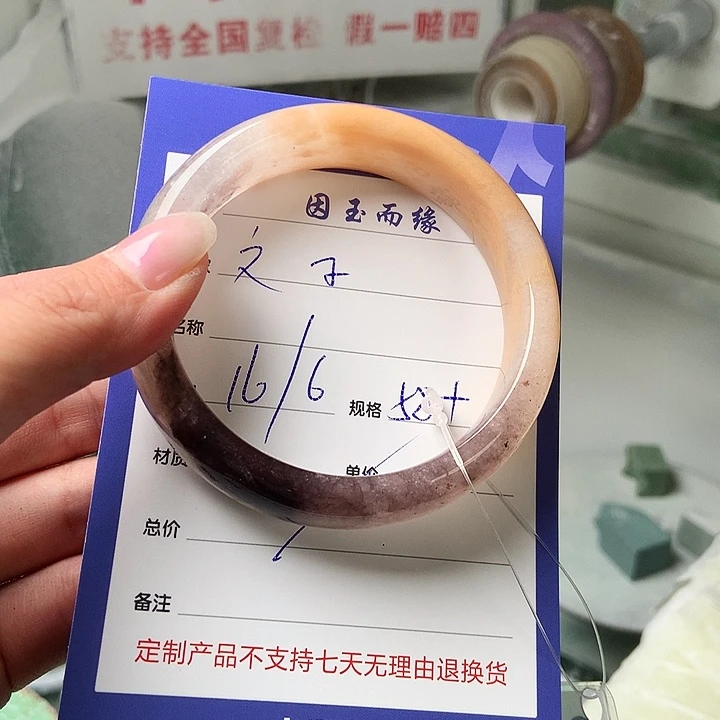 支持全国复检 假一赔四
因玉而缘
文子
名称
16/6
规格
材质
单价
总价
备注
定制产品不支持七天无理由退换货